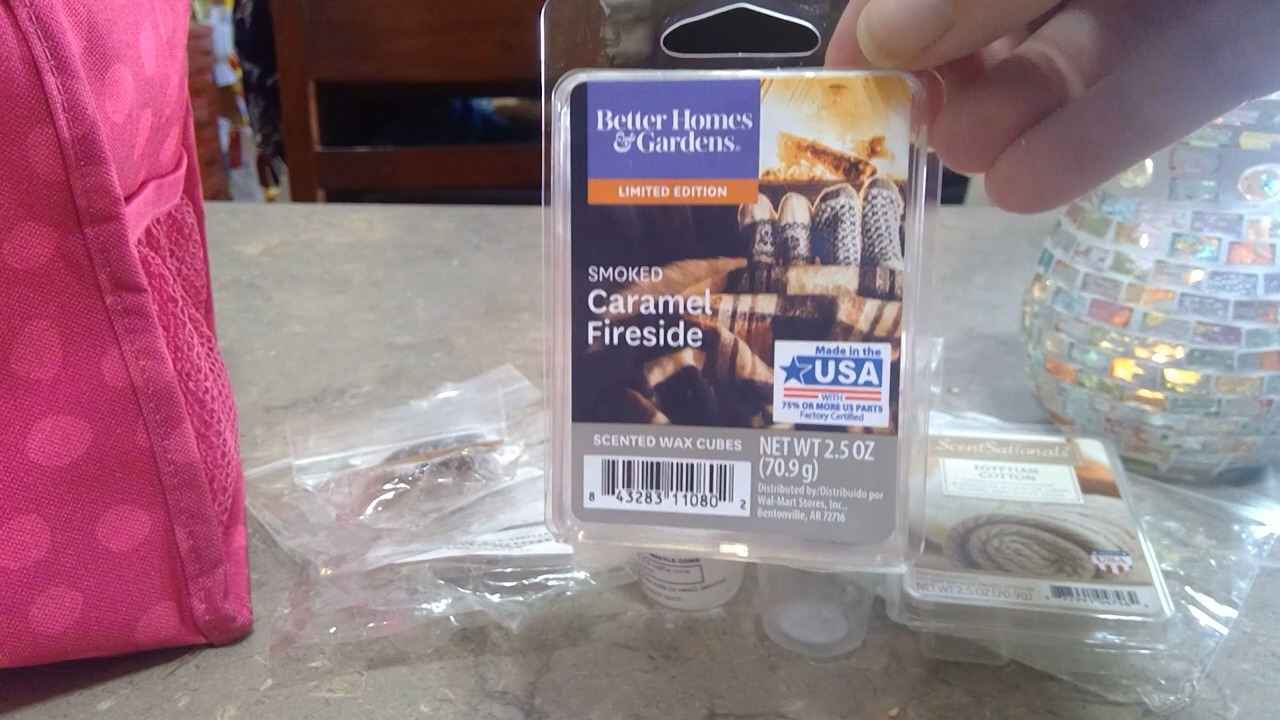 Better Homes
& Gardens®
LIMITED EDITION
SMOKED
Caramel
Fireside
Made in the
USA
WITH
75% OR MORE US PARTS
Factory Certified
SCENTED WAX CUBES
NET WT 2.5 OZ
(70.9 g)
8 43283 11080 2
Distributed by/Distribuido por
Wal-Mart Stores, Inc.,
Bentonville, AR 72716
ScentSationals
EGYPTIAN
COTTON
NET WT 2.5 OZ (70.9g)